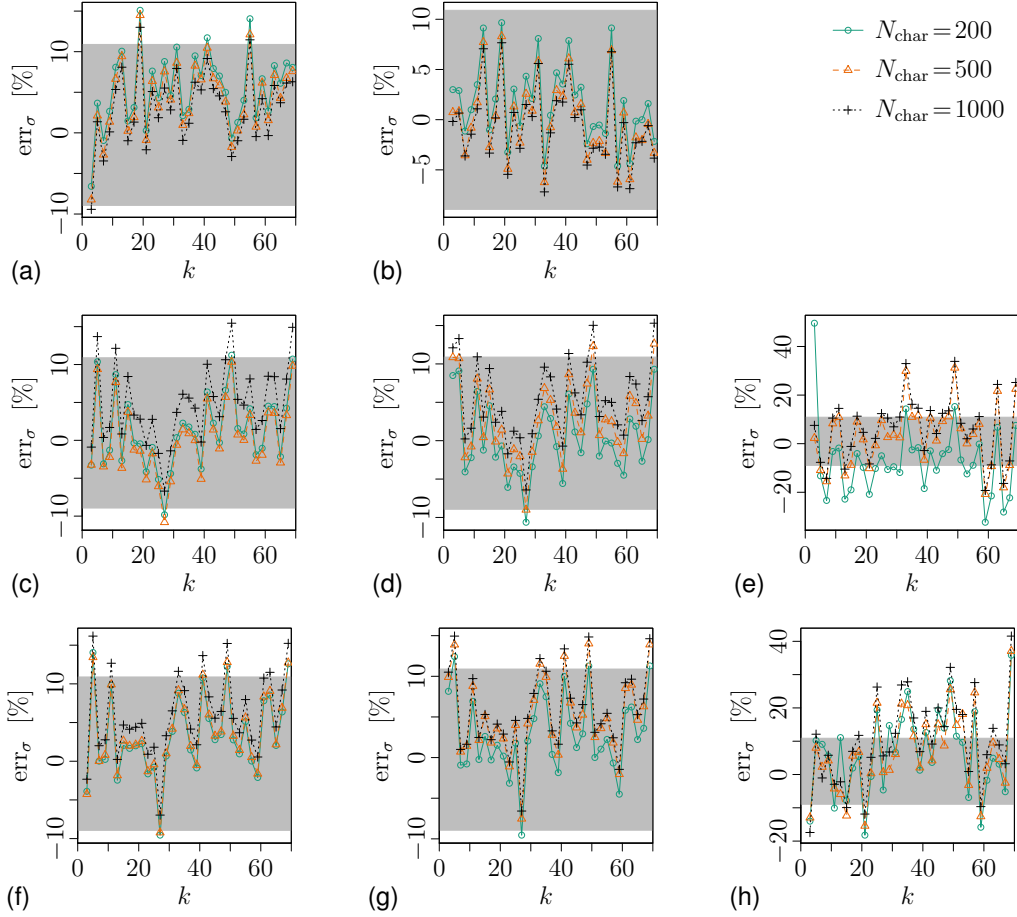 err_σ [%]
−10 0 10
0 20 40 60
k
(a)
err_σ [%]
−5 0 5 10
0 20 40 60
k
(b)
N_char = 200
N_char = 500
N_char = 1000
err_σ [%]
−10 0 10
0 20 40 60
k
(c)
err_σ [%]
−10 0 10
0 20 40 60
k
(d)
err_σ [%]
−20 0 20 40
0 20 40 60
k
(e)
err_σ [%]
−10 0 10
0 20 40 60
k
(f)
err_σ [%]
−10 0 10
0 20 40 60
k
(g)
err_σ [%]
−20 0 20 40
0 20 40 60
k
(h)